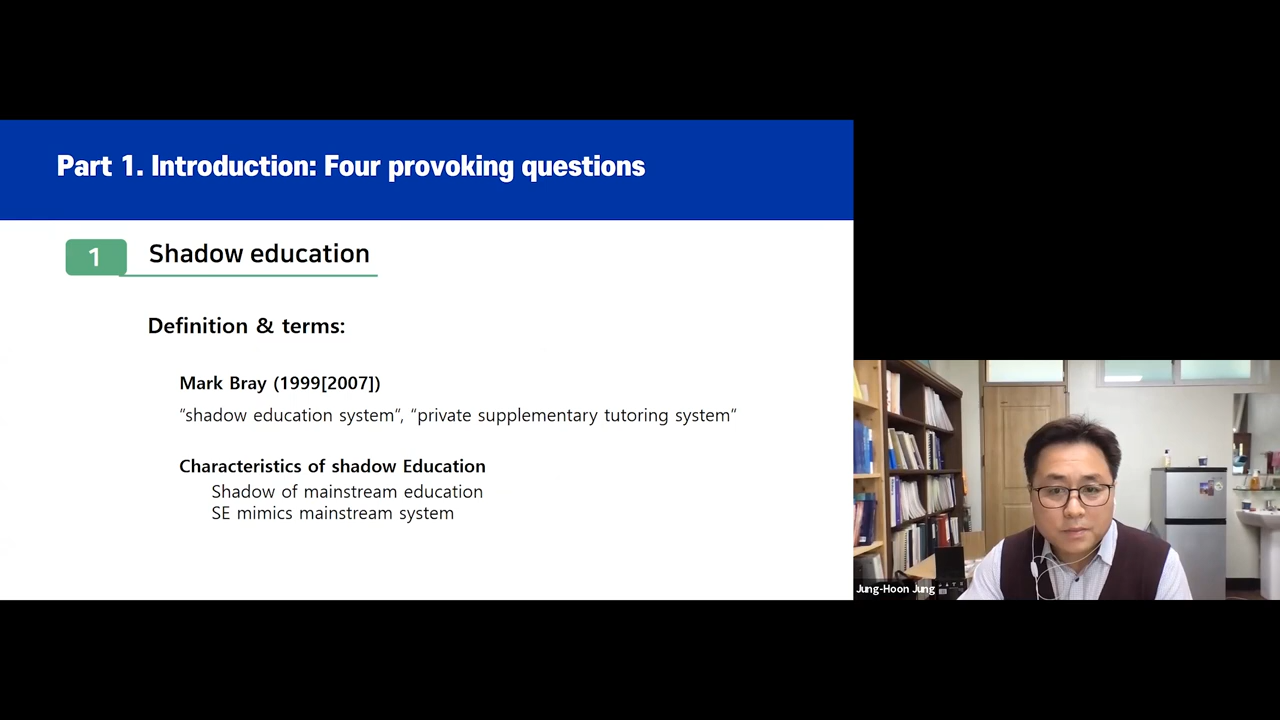 Part 1. Introduction: Four provoking questions
1
Shadow education
Definition & terms:
Mark Bray (1999[2007])
"shadow education system", "private supplementary tutoring system"
Characteristics of shadow Education
Shadow of mainstream education
SE mimics mainstream system
Jung-Hoon Jung